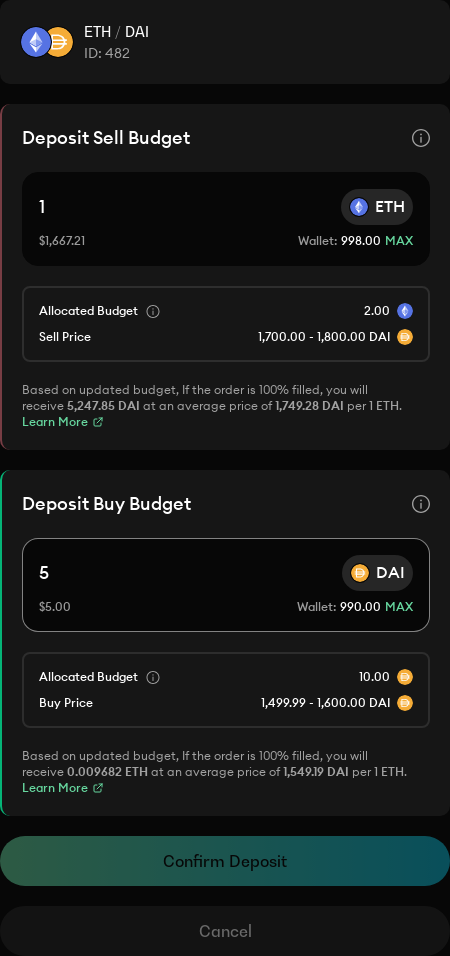 ETH / DAI
ID: 482
Deposit Sell Budget
1
ETH
$1,667.21
Wallet: 998.00 MAX
Allocated Budget
2.00
Sell Price
1,700.00 - 1,800.00 DAI
Based on updated budget, If the order is 100% filled, you will
receive 5,247.85 DAI at an average price of 1,749.28 DAI per 1 ETH.
Learn More
Deposit Buy Budget
5
DAI
$5.00
Wallet: 990.00 MAX
Allocated Budget
10.00
Buy Price
1,499.99 - 1,600.00 DAI
Based on updated budget, If the order is 100% filled, you will
receive 0.009682 ETH at an average price of 1,549.19 DAI per 1 ETH.
Learn More
Confirm Deposit
Cancel